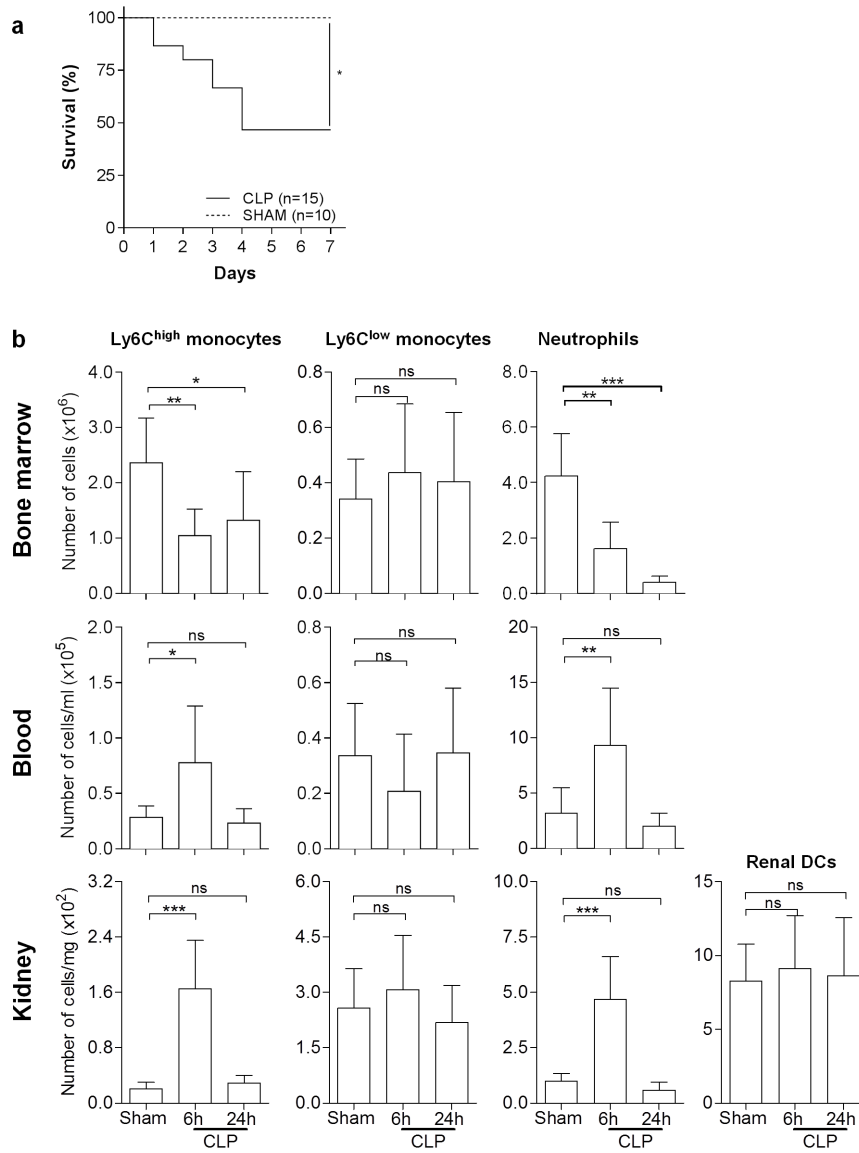 a
100
75
50
25
0
Survival (%)
*
CLP (n=15)
SHAM (n=10)
0 1 2 3 4 5 6 7
Days
b
Ly6Chigh monocytes
Ly6Clow monocytes
Neutrophils
Bone marrow
Number of cells (x10⁶)
4.0
3.0
2.0
1.0
0.0
*
**
0.8
0.6
0.4
0.2
0.0
ns
ns
8.0
6.0
4.0
2.0
0.0
***
**
Blood
Number of cells/ml (x10⁵)
2.0
1.5
1.0
0.5
0.0
ns
*
0.8
0.6
0.4
0.2
0.0
ns
ns
20
15
10
5
0
ns
**
Kidney
Number of cells/mg (x10²)
3.2
2.4
1.6
0.8
0.0
ns
***
Sham 6h 24h
CLP
6.0
4.5
3.0
1.5
0.0
ns
ns
Sham 6h 24h
CLP
10.0
7.5
5.0
2.5
0.0
ns
***
Sham 6h 24h
CLP
Renal DCs
15
10
5
0
ns
ns
Sham 6h 24h
CLP